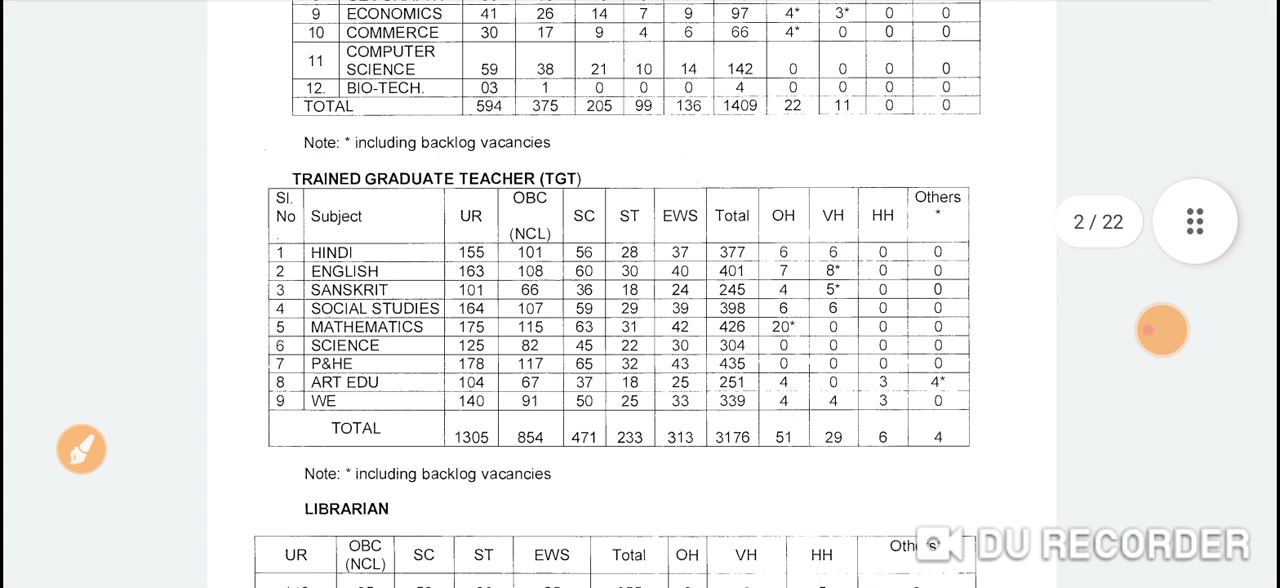 9 ECONOMICS 41 26 14 7 9 97 4* 3* 0 0
10 COMMERCE 30 17 9 4 6 66 4* 0 0 0
11 COMPUTER
SCIENCE 59 38 21 10 14 142 0 0 0 0
12. BIO-TECH. 03 1 0 0 0 4 0 0 0 0
TOTAL 594 375 205 99 136 1409 22 11 0 0
Note: * including backlog vacancies
TRAINED GRADUATE TEACHER (TGT)
Sl. No Subject UR OBC (NCL) SC ST EWS Total OH VH HH Others *
1 HINDI 155 101 56 28 37 377 6 6 0 0
2 ENGLISH 163 108 60 30 40 401 7 8* 0 0
3 SANSKRIT 101 66 36 18 24 245 4 5* 0 0
4 SOCIAL STUDIES 164 107 59 29 39 398 6 6 0 0
5 MATHEMATICS 175 115 63 31 42 426 20* 0 0 0
6 SCIENCE 125 82 45 22 30 304 0 0 0 0
7 P&HE 178 117 65 32 43 435 0 0 0 0
8 ART EDU 104 67 37 18 25 251 4 0 3 4*
9 WE 140 91 50 25 33 339 4 4 3 0
TOTAL 1305 854 471 233 313 3176 51 29 6 4
Note: * including backlog vacancies
LIBRARIAN
UR OBC (NCL) SC ST EWS Total OH VH HH
2 / 22
DU RECORDER